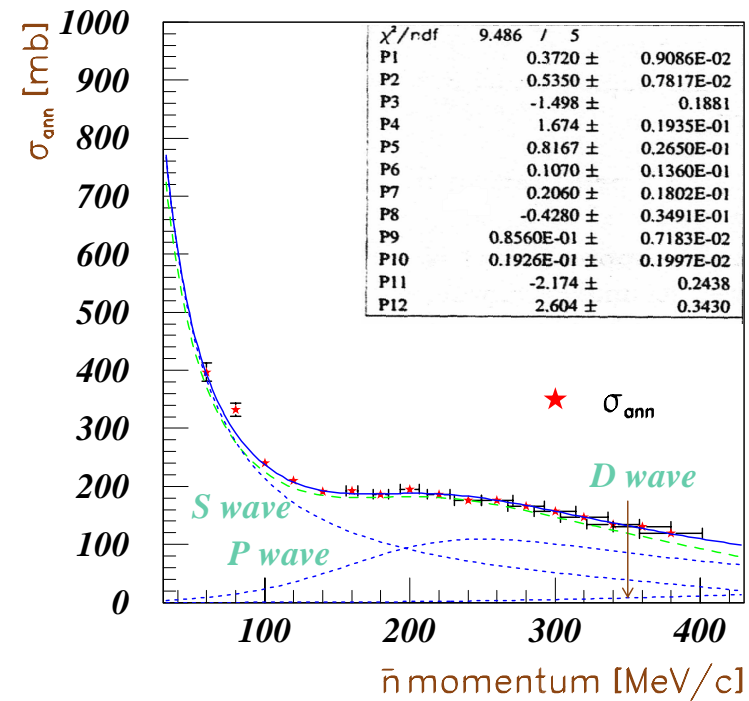 σann [mb]
1000
900
800
700
600
500
400
300
200
100
0
χ²/ndf 9.486 / 5
P1 0.3720 ± 0.9086E-02
P2 0.5350 ± 0.7817E-02
P3 -1.498 ± 0.1881
P4 1.674 ± 0.1935E-01
P5 0.8167 ± 0.2650E-01
P6 0.1070 ± 0.1360E-01
P7 0.2060 ± 0.1802E-01
P8 -0.4280 ± 0.3491E-01
P9 0.8560E-01 ± 0.7183E-02
P10 0.1926E-01 ± 0.1997E-02
P11 -2.174 ± 0.2438
P12 2.604 ± 0.3430
σann
D wave
S wave
P wave
100 200 300 400
n̄ momentum [MeV/c]